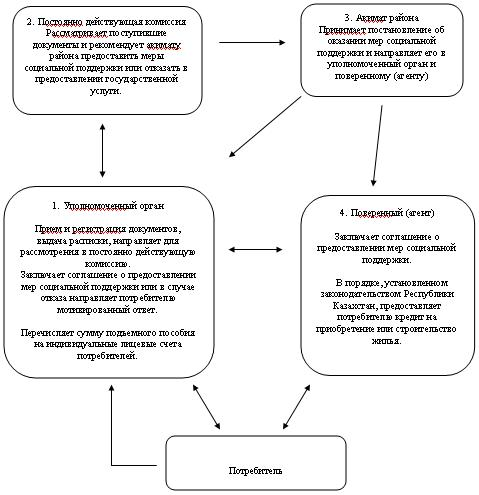 2. Постоянно действующая комиссия
Рассматривает поступившие
документы и рекомендует акимату
района предоставить меры
социальной поддержки или отказать в
предоставлении государственной
услуги.
3. Акимат района
Принимает постановление об
оказании мер социальной
поддержки и направляет его в
уполномоченный орган и
поверенному (агенту)
1. Уполномоченный орган
Прием и регистрация документов,
выдача расписки, направляет для
рассмотрения в постоянно действующую
комиссию.
Заключает соглашение о предоставлении
мер социальной поддержки или в случае
отказа направляет потребителю
мотивированный ответ.
Перечисляет сумму подъемного пособия
на индивидуальные лицевые счета
потребителей.
4. Поверенный (агент)
Заключает соглашение о
предоставлении мер социальной
поддержки.
В порядке, установленном
законодательством Республики
Казахстан, предоставляет
потребителю кредит на
приобретение или строительство
жилья.
Потребитель